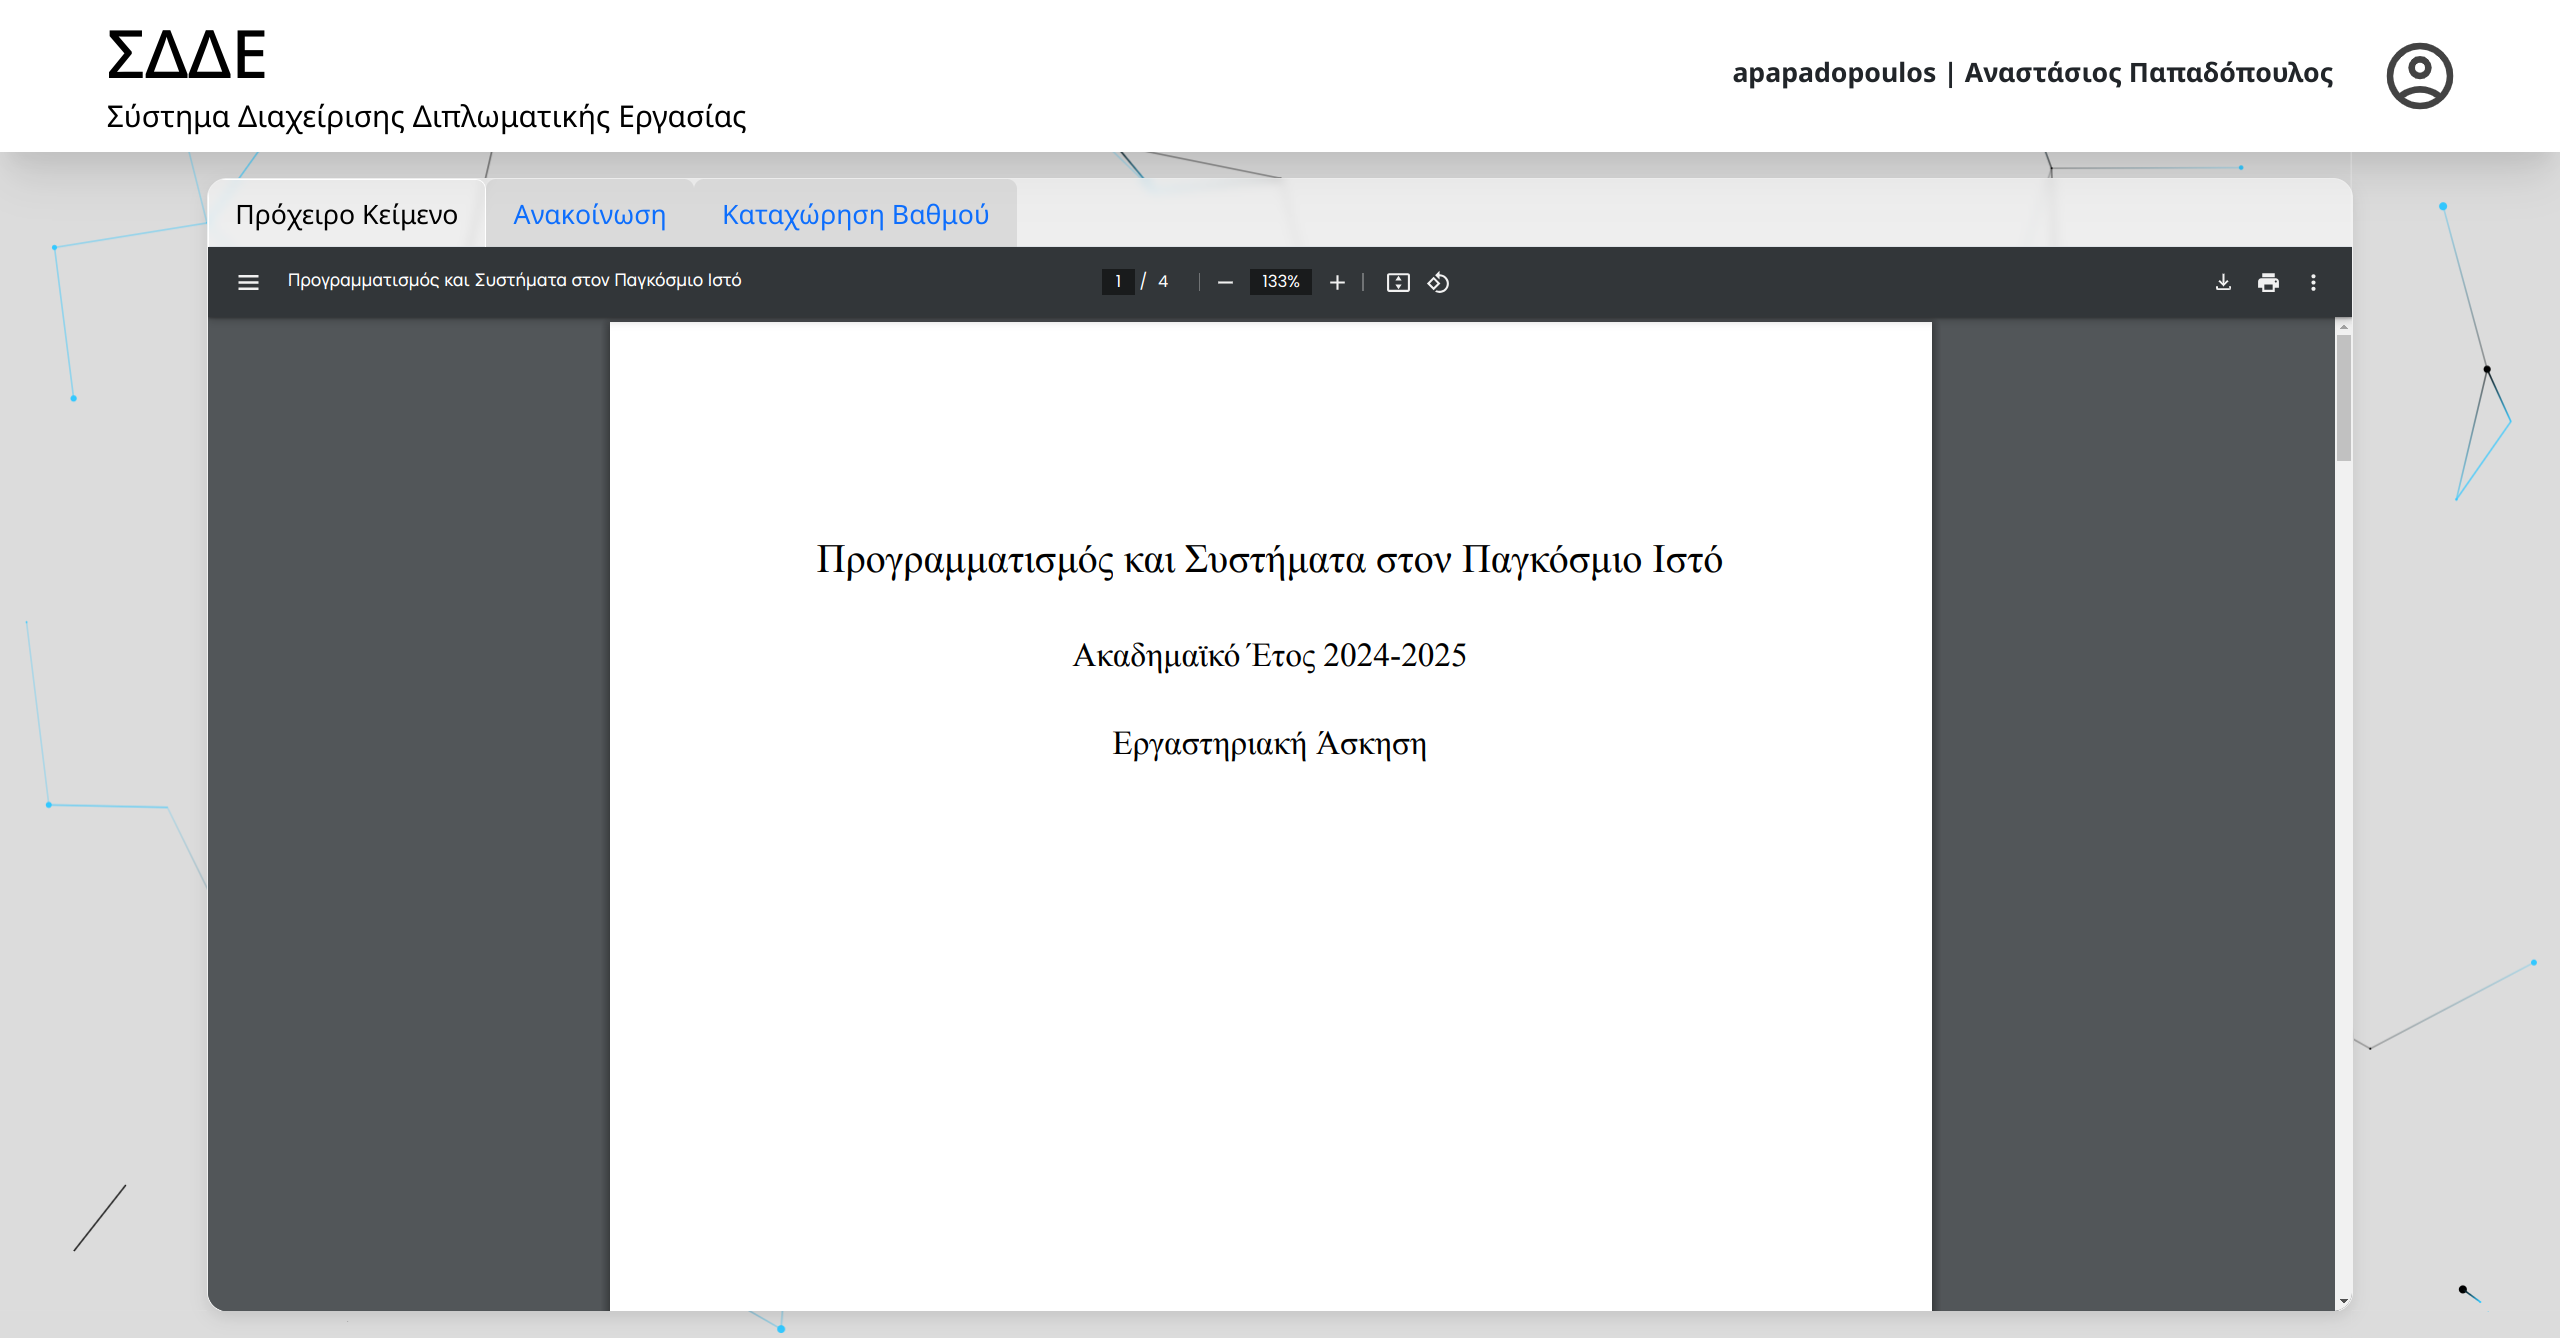 ΣΔΔΕ
Σύστημα Διαχείρισης Διπλωματικής Εργασίας
apapadopoulos | Αναστάσιος Παπαδόπουλος
Πρόχειρο Κείμενο Ανακοίνωση Καταχώρηση Βαθμού
Προγραμματισμός και Συστήματα στον Παγκόσμιο Ιστό 1 / 4 133%
Προγραμματισμός και Συστήματα στον Παγκόσμιο Ιστό
Ακαδημαϊκό Έτος 2024-2025
Εργαστηριακή Άσκηση